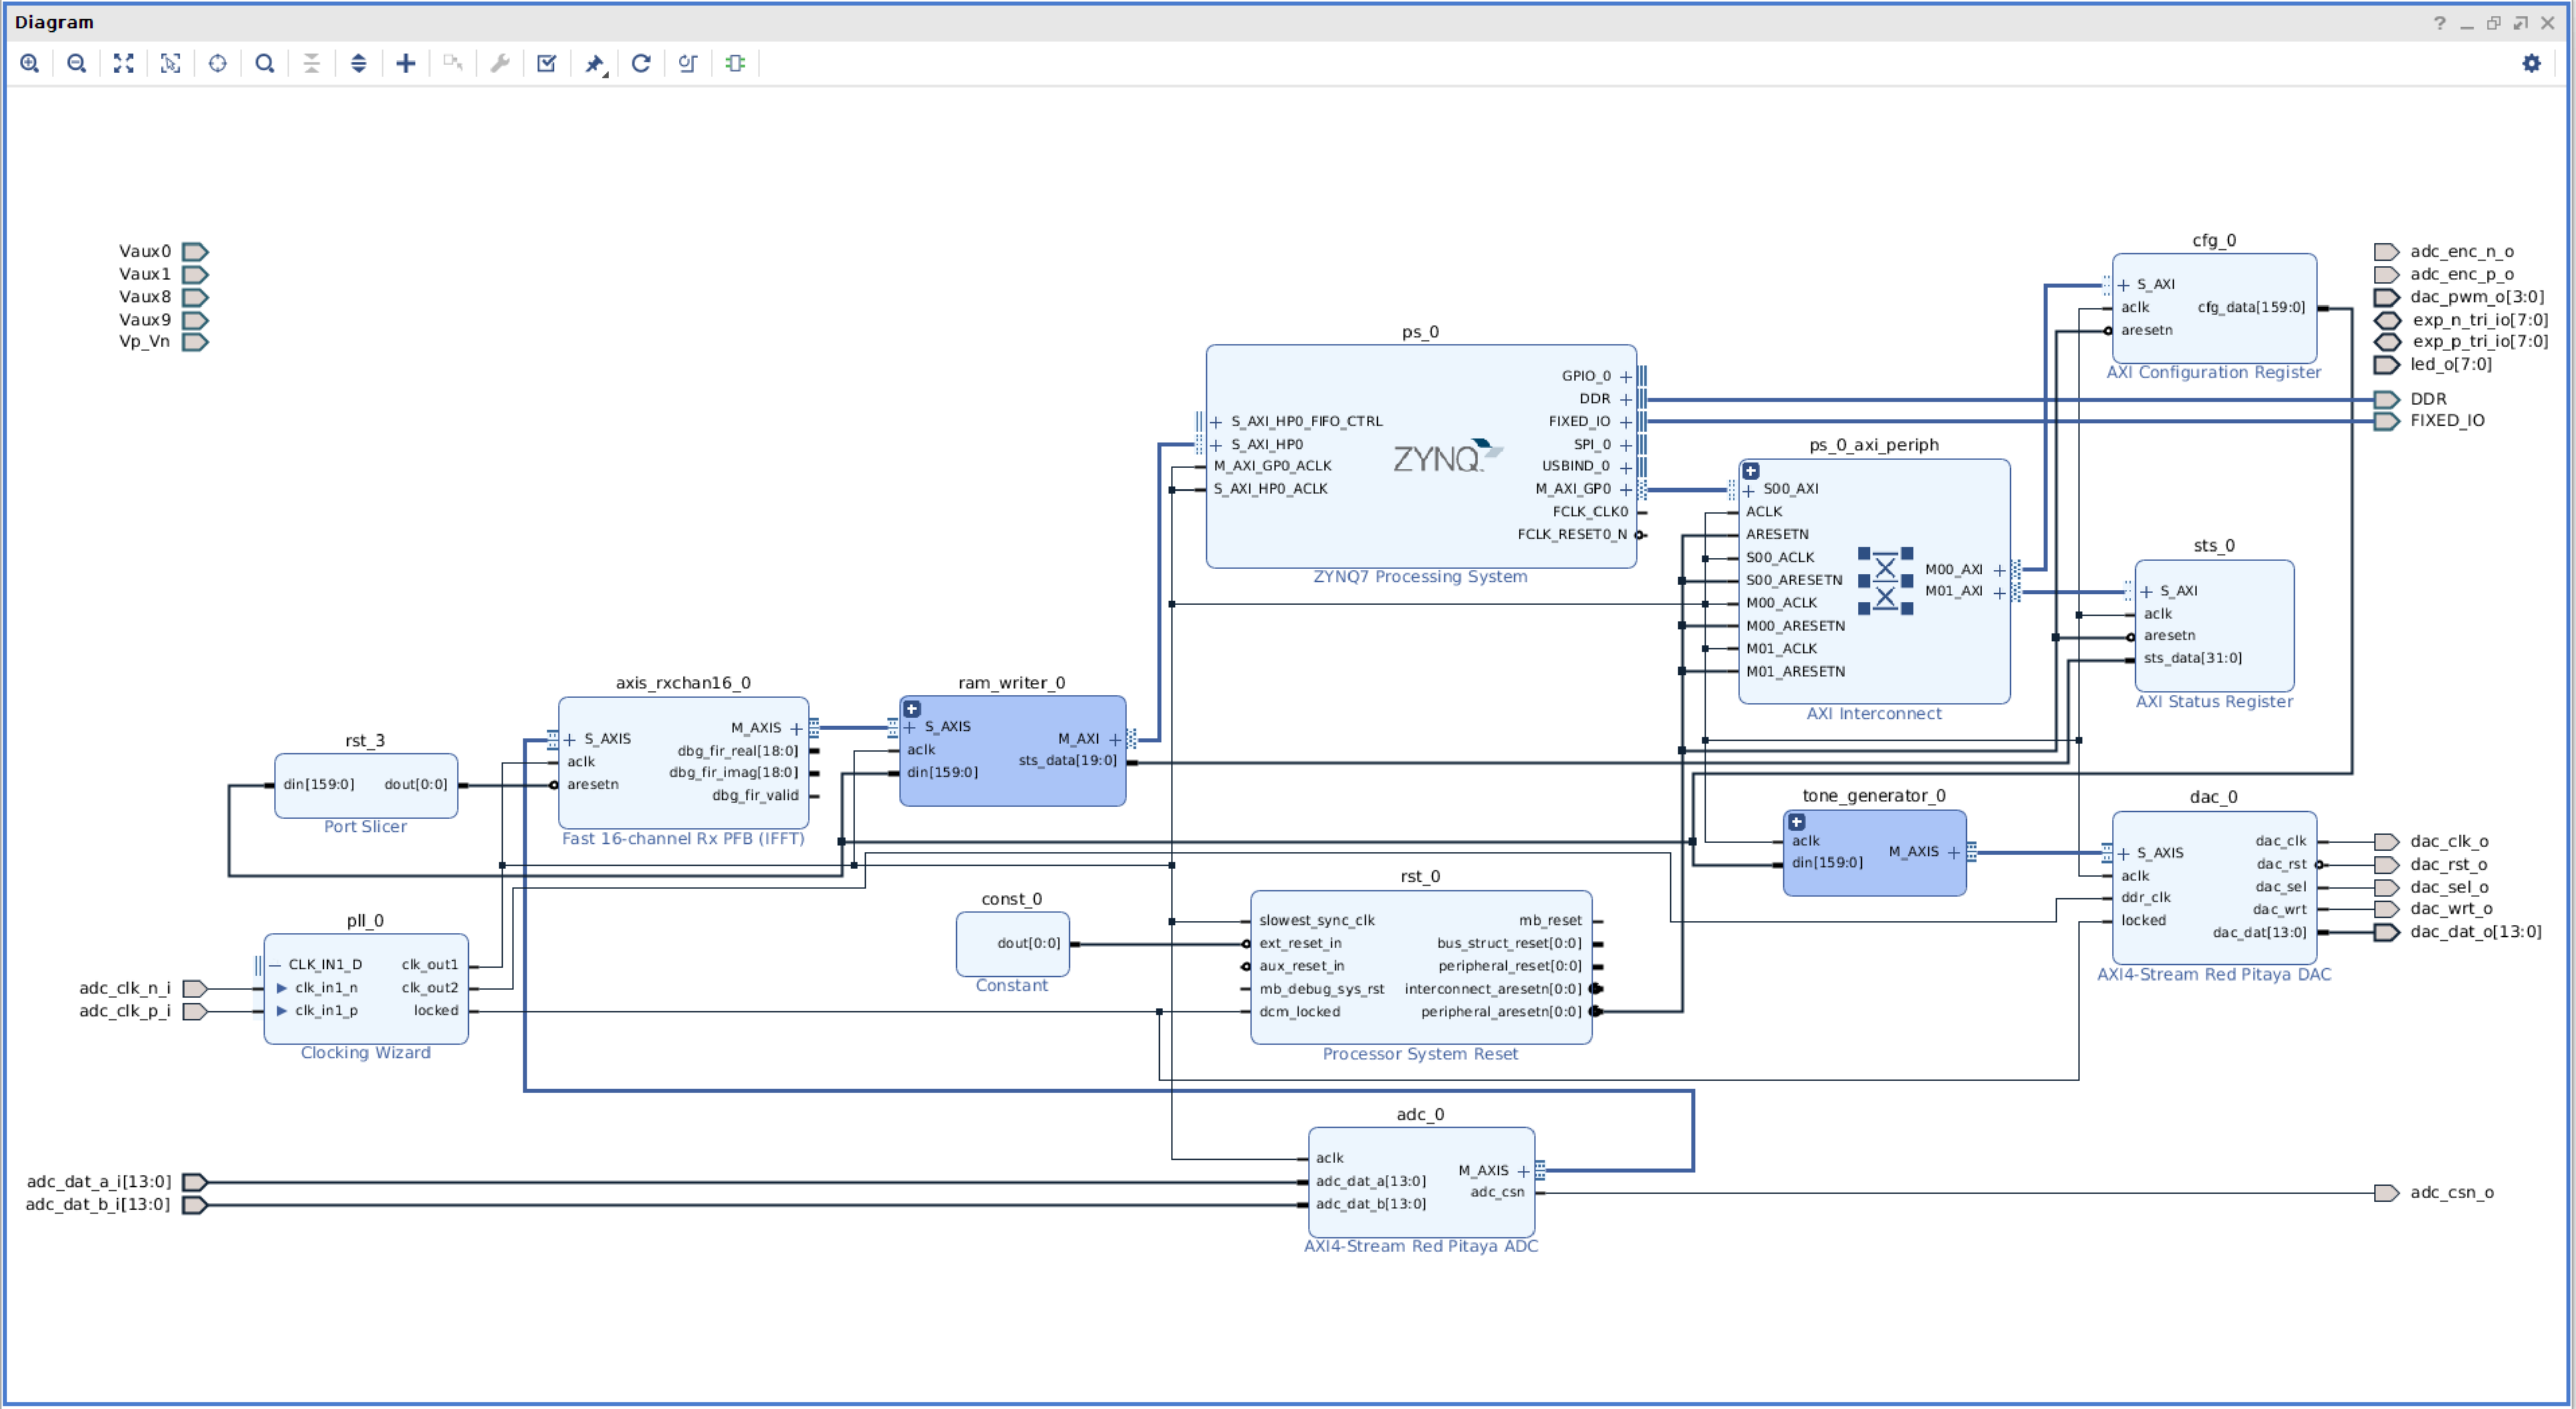 Diagram
Vaux0
Vaux1
Vaux8
Vaux9
Vp_Vn
ps_0
S_AXI_HP0_FIFO_CTRL
S_AXI_HP0
M_AXI_GP0_ACLK
S_AXI_HP0_ACLK
ZYNQ
GPIO_0
DDR
FIXED_IO
SPI_0
USBIND_0
M_AXI_GP0
FCLK_CLK0
FCLK_RESET0_N
ZYNQ7 Processing System
cfg_0
S_AXI
aclk
aresetn
cfg_data[159:0]
AXI Configuration Register
adc_enc_n_o
adc_enc_p_o
dac_pwm_o[3:0]
exp_n_tri_io[7:0]
exp_p_tri_io[7:0]
led_o[7:0]
DDR
FIXED_IO
ps_0_axi_periph
S00_AXI
ACLK
ARESETN
S00_ACLK
S00_ARESETN
M00_ACLK
M00_ARESETN
M01_ACLK
M01_ARESETN
M00_AXI
M01_AXI
AXI Interconnect
sts_0
S_AXI
aclk
aresetn
sts_data[31:0]
AXI Status Register
rst_3
din[159:0]
dout[0:0]
Port Slicer
axis_rxchan16_0
S_AXIS
aclk
aresetn
M_AXIS
dbg_fir_real[18:0]
dbg_fir_imag[18:0]
dbg_fir_valid
Fast 16-channel Rx PFB (IFFT)
ram_writer_0
S_AXIS
aclk
din[159:0]
M_AXI
sts_data[19:0]
tone_generator_0
aclk
din[159:0]
M_AXIS
dac_0
S_AXIS
aclk
ddr_clk
locked
dac_clk
dac_rst
dac_sel
dac_wrt
dac_dat[13:0]
AXI4-Stream Red Pitaya DAC
dac_clk_o
dac_rst_o
dac_sel_o
dac_wrt_o
dac_dat_o[13:0]
adc_clk_n_i
adc_clk_p_i
pll_0
CLK_IN1_D
clk_in1_n
clk_in1_p
clk_out1
clk_out2
locked
Clocking Wizard
const_0
dout[0:0]
Constant
rst_0
slowest_sync_clk
ext_reset_in
aux_reset_in
mb_debug_sys_rst
dcm_locked
mb_reset
bus_struct_reset[0:0]
peripheral_reset[0:0]
interconnect_aresetn[0:0]
peripheral_aresetn[0:0]
Processor System Reset
adc_dat_a_i[13:0]
adc_dat_b_i[13:0]
adc_0
aclk
adc_dat_a[13:0]
adc_dat_b[13:0]
M_AXIS
adc_csn
AXI4-Stream Red Pitaya ADC
adc_csn_o